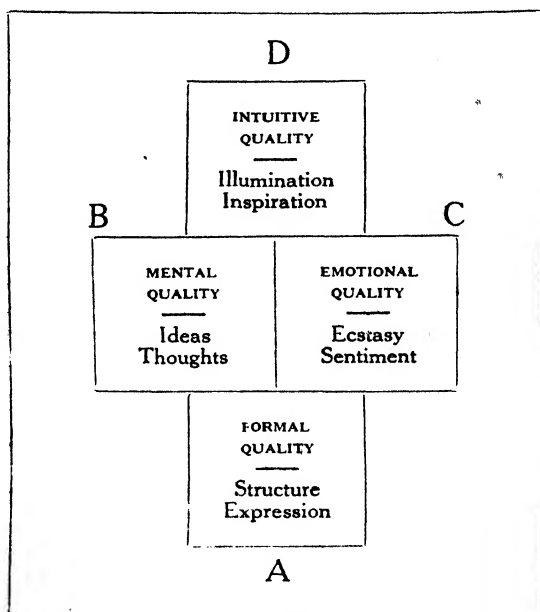 D
INTUITIVE
QUALITY
Illumination
Inspiration
B
C
MENTAL
QUALITY
Ideas
Thoughts
EMOTIONAL
QUALITY
Ecstasy
Sentiment
FORMAL
QUALITY
Structure
Expression
A